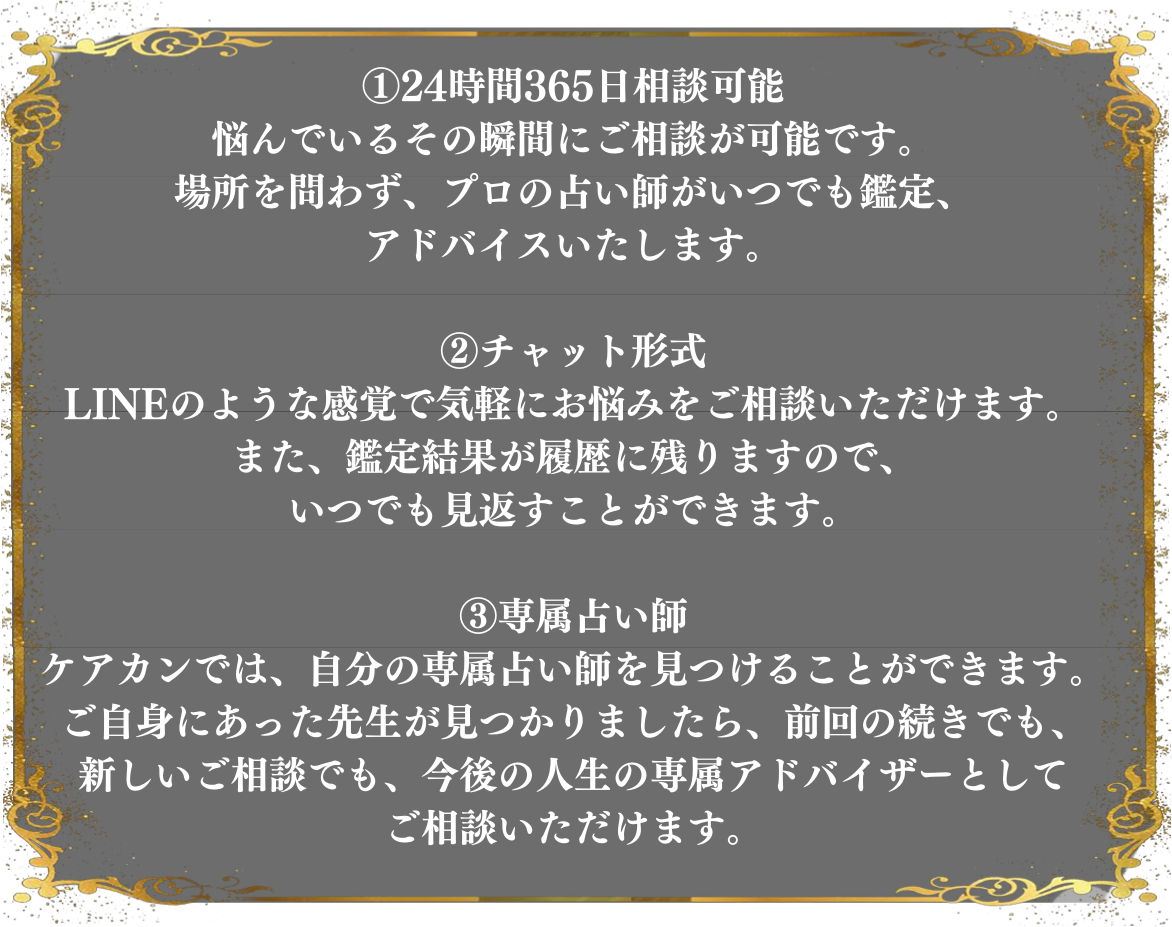 ①24時間365日相談可能
悩んでいるその瞬間にご相談が可能です。
場所を問わず、プロの占い師がいつでも鑑定、
アドバイスいたします。
②チャット形式
LINEのような感覚で気軽にお悩みをご相談いただけます。
また、鑑定結果が履歴に残りますので、
いつでも見返すことができます。
③専属占い師
ケアカンでは、自分の専属占い師を見つけることができます。
ご自身にあった先生が見つかりましたら、前回の続きでも、
新しいご相談でも、今後の人生の専属アドバイザーとして
ご相談いただけます。